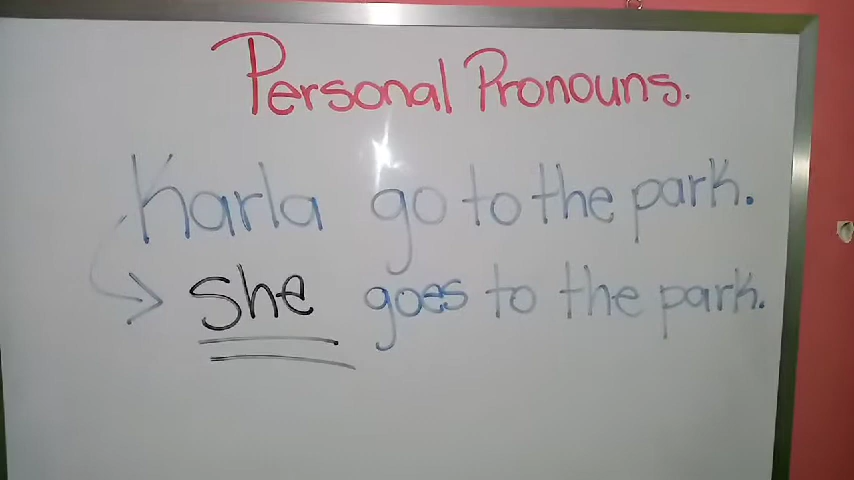 Personal Pronouns.
Karla go to the park.
she goes to the park.